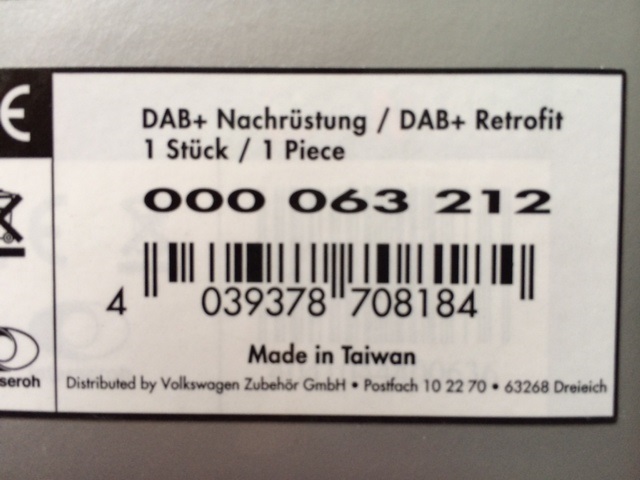 CE
DAB+ Nachrüstung / DAB+ Retrofit
1 Stück / 1 Piece
000 063 212
4 039378 708184
Made in Taiwan
Distributed by Volkswagen Zubehör GmbH • Postfach 10 22 70 • 63268 Dreieich